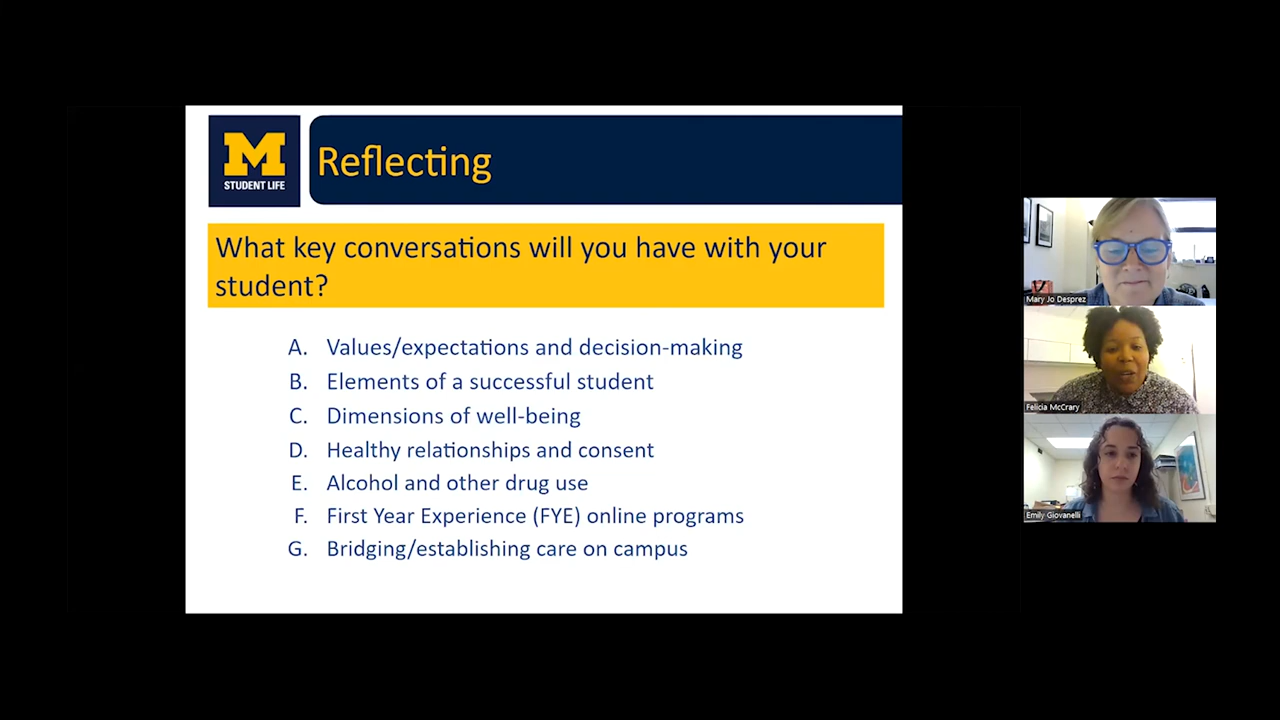 M
STUDENT LIFE
Reflecting
What key conversations will you have with your
student?
A. Values/expectations and decision-making
B. Elements of a successful student
C. Dimensions of well-being
D. Healthy relationships and consent
E. Alcohol and other drug use
F. First Year Experience (FYE) online programs
G. Bridging/establishing care on campus
Mary Jo Desprez
Felicia McCrary
Emily Giovanelli